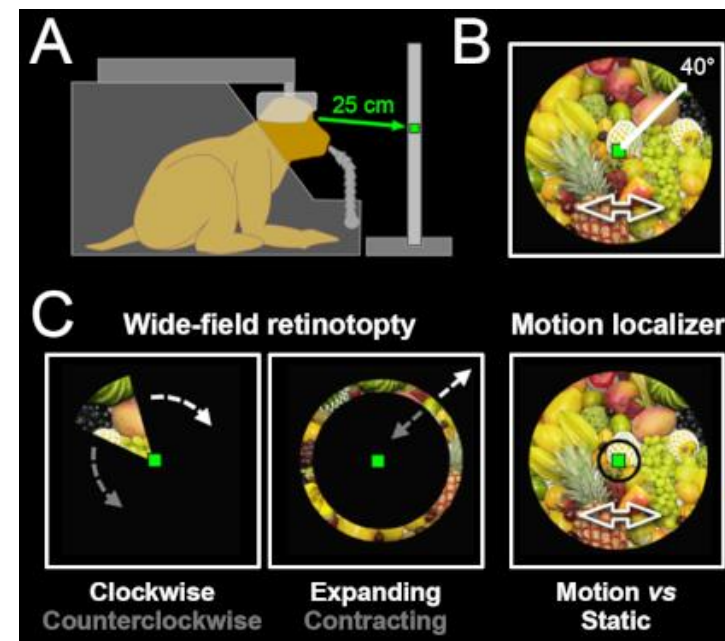 A
25 cm
B
40°
C
Wide-field retinotopty
Motion localizer
Clockwise
Counterclockwise
Expanding
Contracting
Motion vs
Static